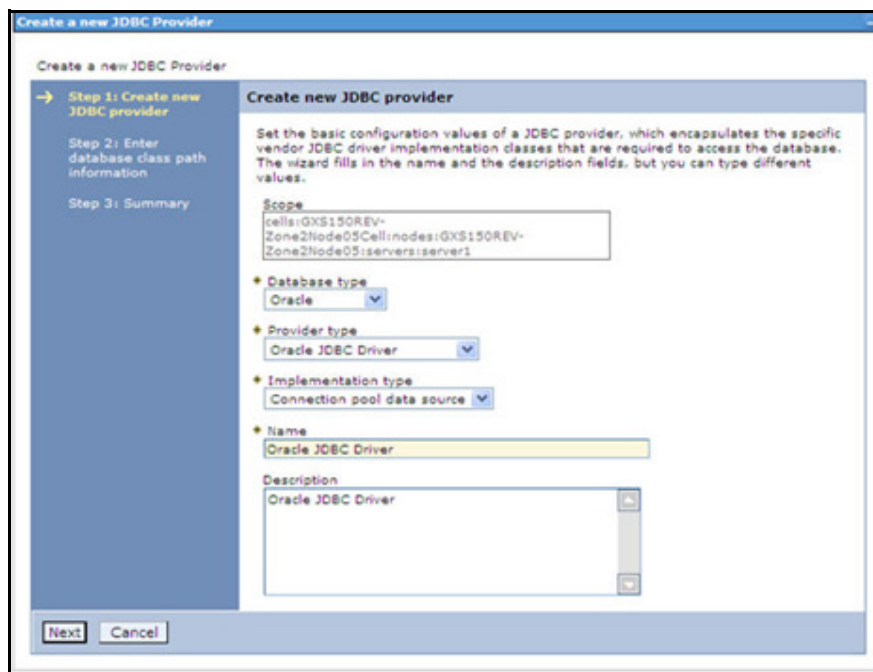 Create a new JDBC Provider
Create a new JDBC Provider
Step 1: Create new
JDBC provider
Step 2: Enter
database class path
information
Step 3: Summary
Create new JDBC provider
Set the basic configuration values of a JDBC provider, which encapsulates the specific
vendor JDBC driver implementation classes that are required to access the database.
The wizard fills in the name and the description fields, but you can type different
values.
Scope
cells:GXS150REV-
Zone2Node05Cell:nodes:GXS150REV-
Zone2Node05:servers:server1
Database type
Oracle
Provider type
Oracle JDBC Driver
Implementation type
Connection pool data source
Name
Oracle JDBC Driver
Description
Oracle JDBC Driver
Next
Cancel